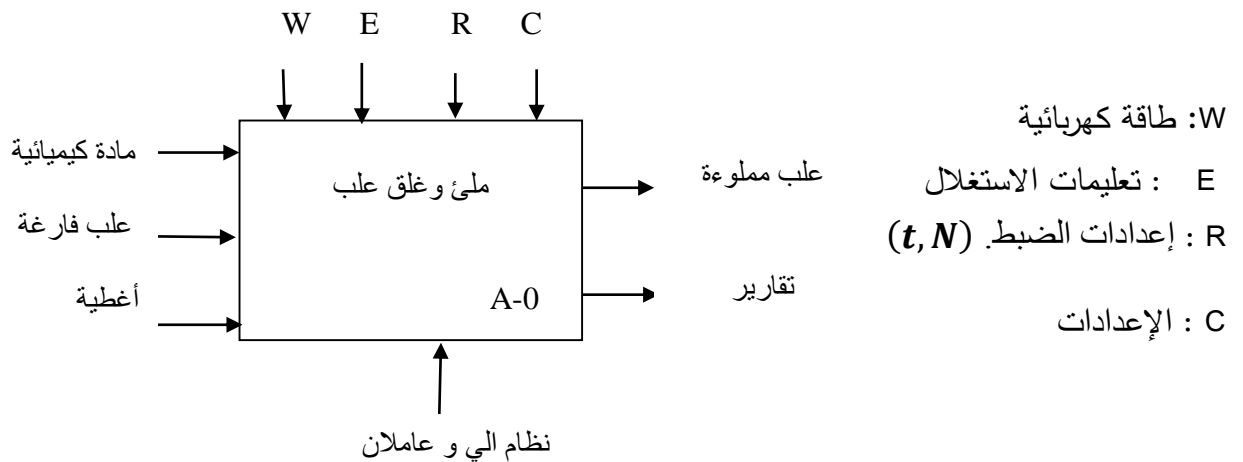 W E R C
W: طاقة كهربائية
E : تعليمات الاستغلال
R : إعدادات الضبط. (t, N)
C : الإعدادات
مادة كيميائية
علب فارغة
أغطية
ملئ و غلق علب
A-0
علب مملوءة
تقارير
نظام الي و عاملان